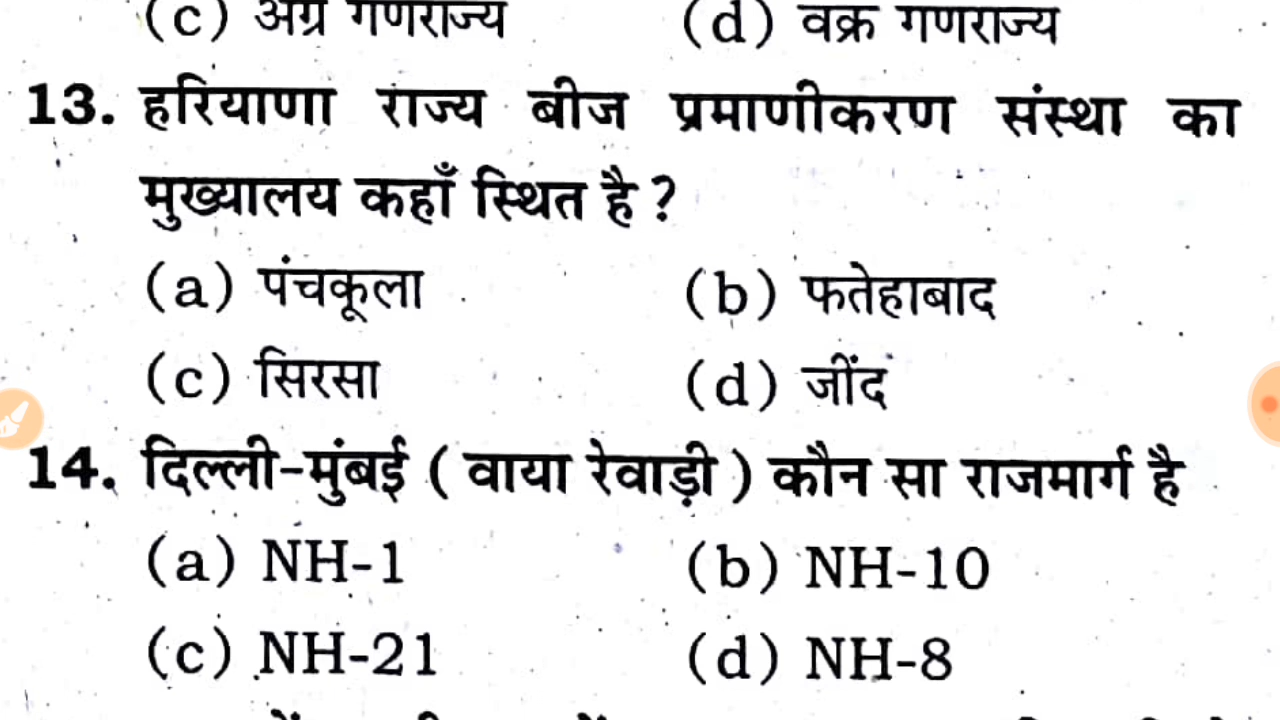 (c) अग्र गणराज्य (d) वक्र गणराज्य
13. हरियाणा राज्य बीज प्रमाणीकरण संस्था का
मुख्यालय कहाँ स्थित है ?
(a) पंचकूला (b) फतेहाबाद
(c) सिरसा (d) जींद
14. दिल्ली-मुंबई ( वाया रेवाड़ी ) कौन सा राजमार्ग है
(a) NH-1 (b) NH-10
(c) NH-21 (d) NH-8